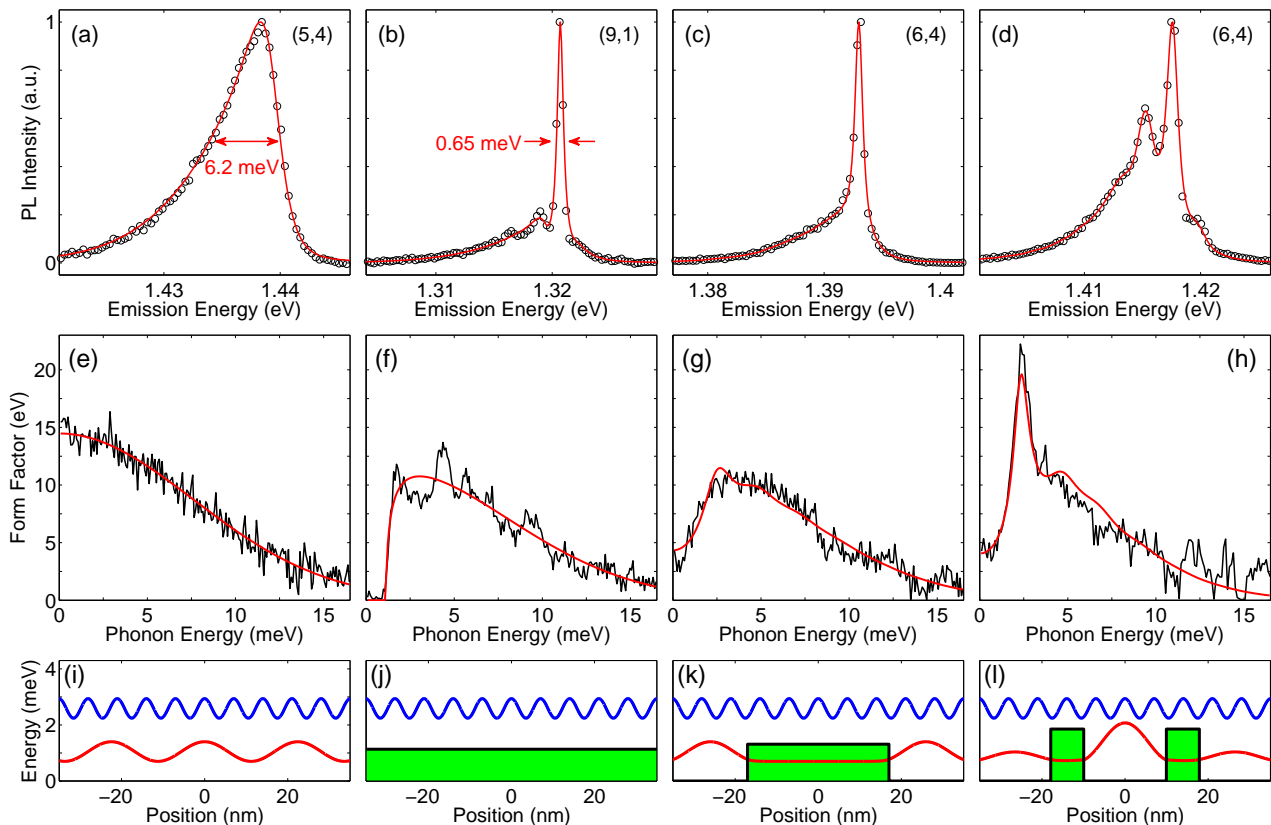 (a) (5,4)
(b) (9,1)
(c) (6,4)
(d) (6,4)
PL Intensity (a.u.)
1
0
6.2 meV
0.65 meV
1.43 1.44
1.31 1.32
1.38 1.39 1.4
1.41 1.42
Emission Energy (eV)
Emission Energy (eV)
Emission Energy (eV)
Emission Energy (eV)
(e)
(f)
(g)
(h)
Form Factor (eV)
20
15
10
5
0
0 5 10 15
0 5 10 15
0 5 10 15
0 5 10 15
Phonon Energy (meV)
Phonon Energy (meV)
Phonon Energy (meV)
Phonon Energy (meV)
(i)
(j)
(k)
(l)
Energy (meV)
4
2
0
−20 0 20
−20 0 20
−20 0 20
−20 0 20
Position (nm)
Position (nm)
Position (nm)
Position (nm)